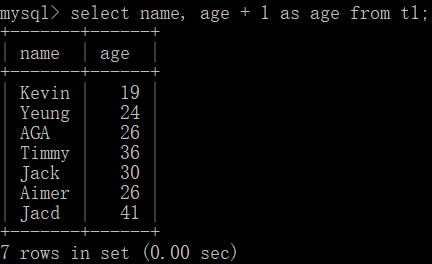 mysql> select name, age + 1 as age from t1;
+-------+------+
| name  | age  |
+-------+------+
| Kevin |   19 |
| Yeung |   24 |
| AGA   |   26 |
| Timmy |   36 |
| Jack  |   30 |
| Aimer |   26 |
| Jacd  |   41 |
+-------+------+
7 rows in set (0.00 sec)